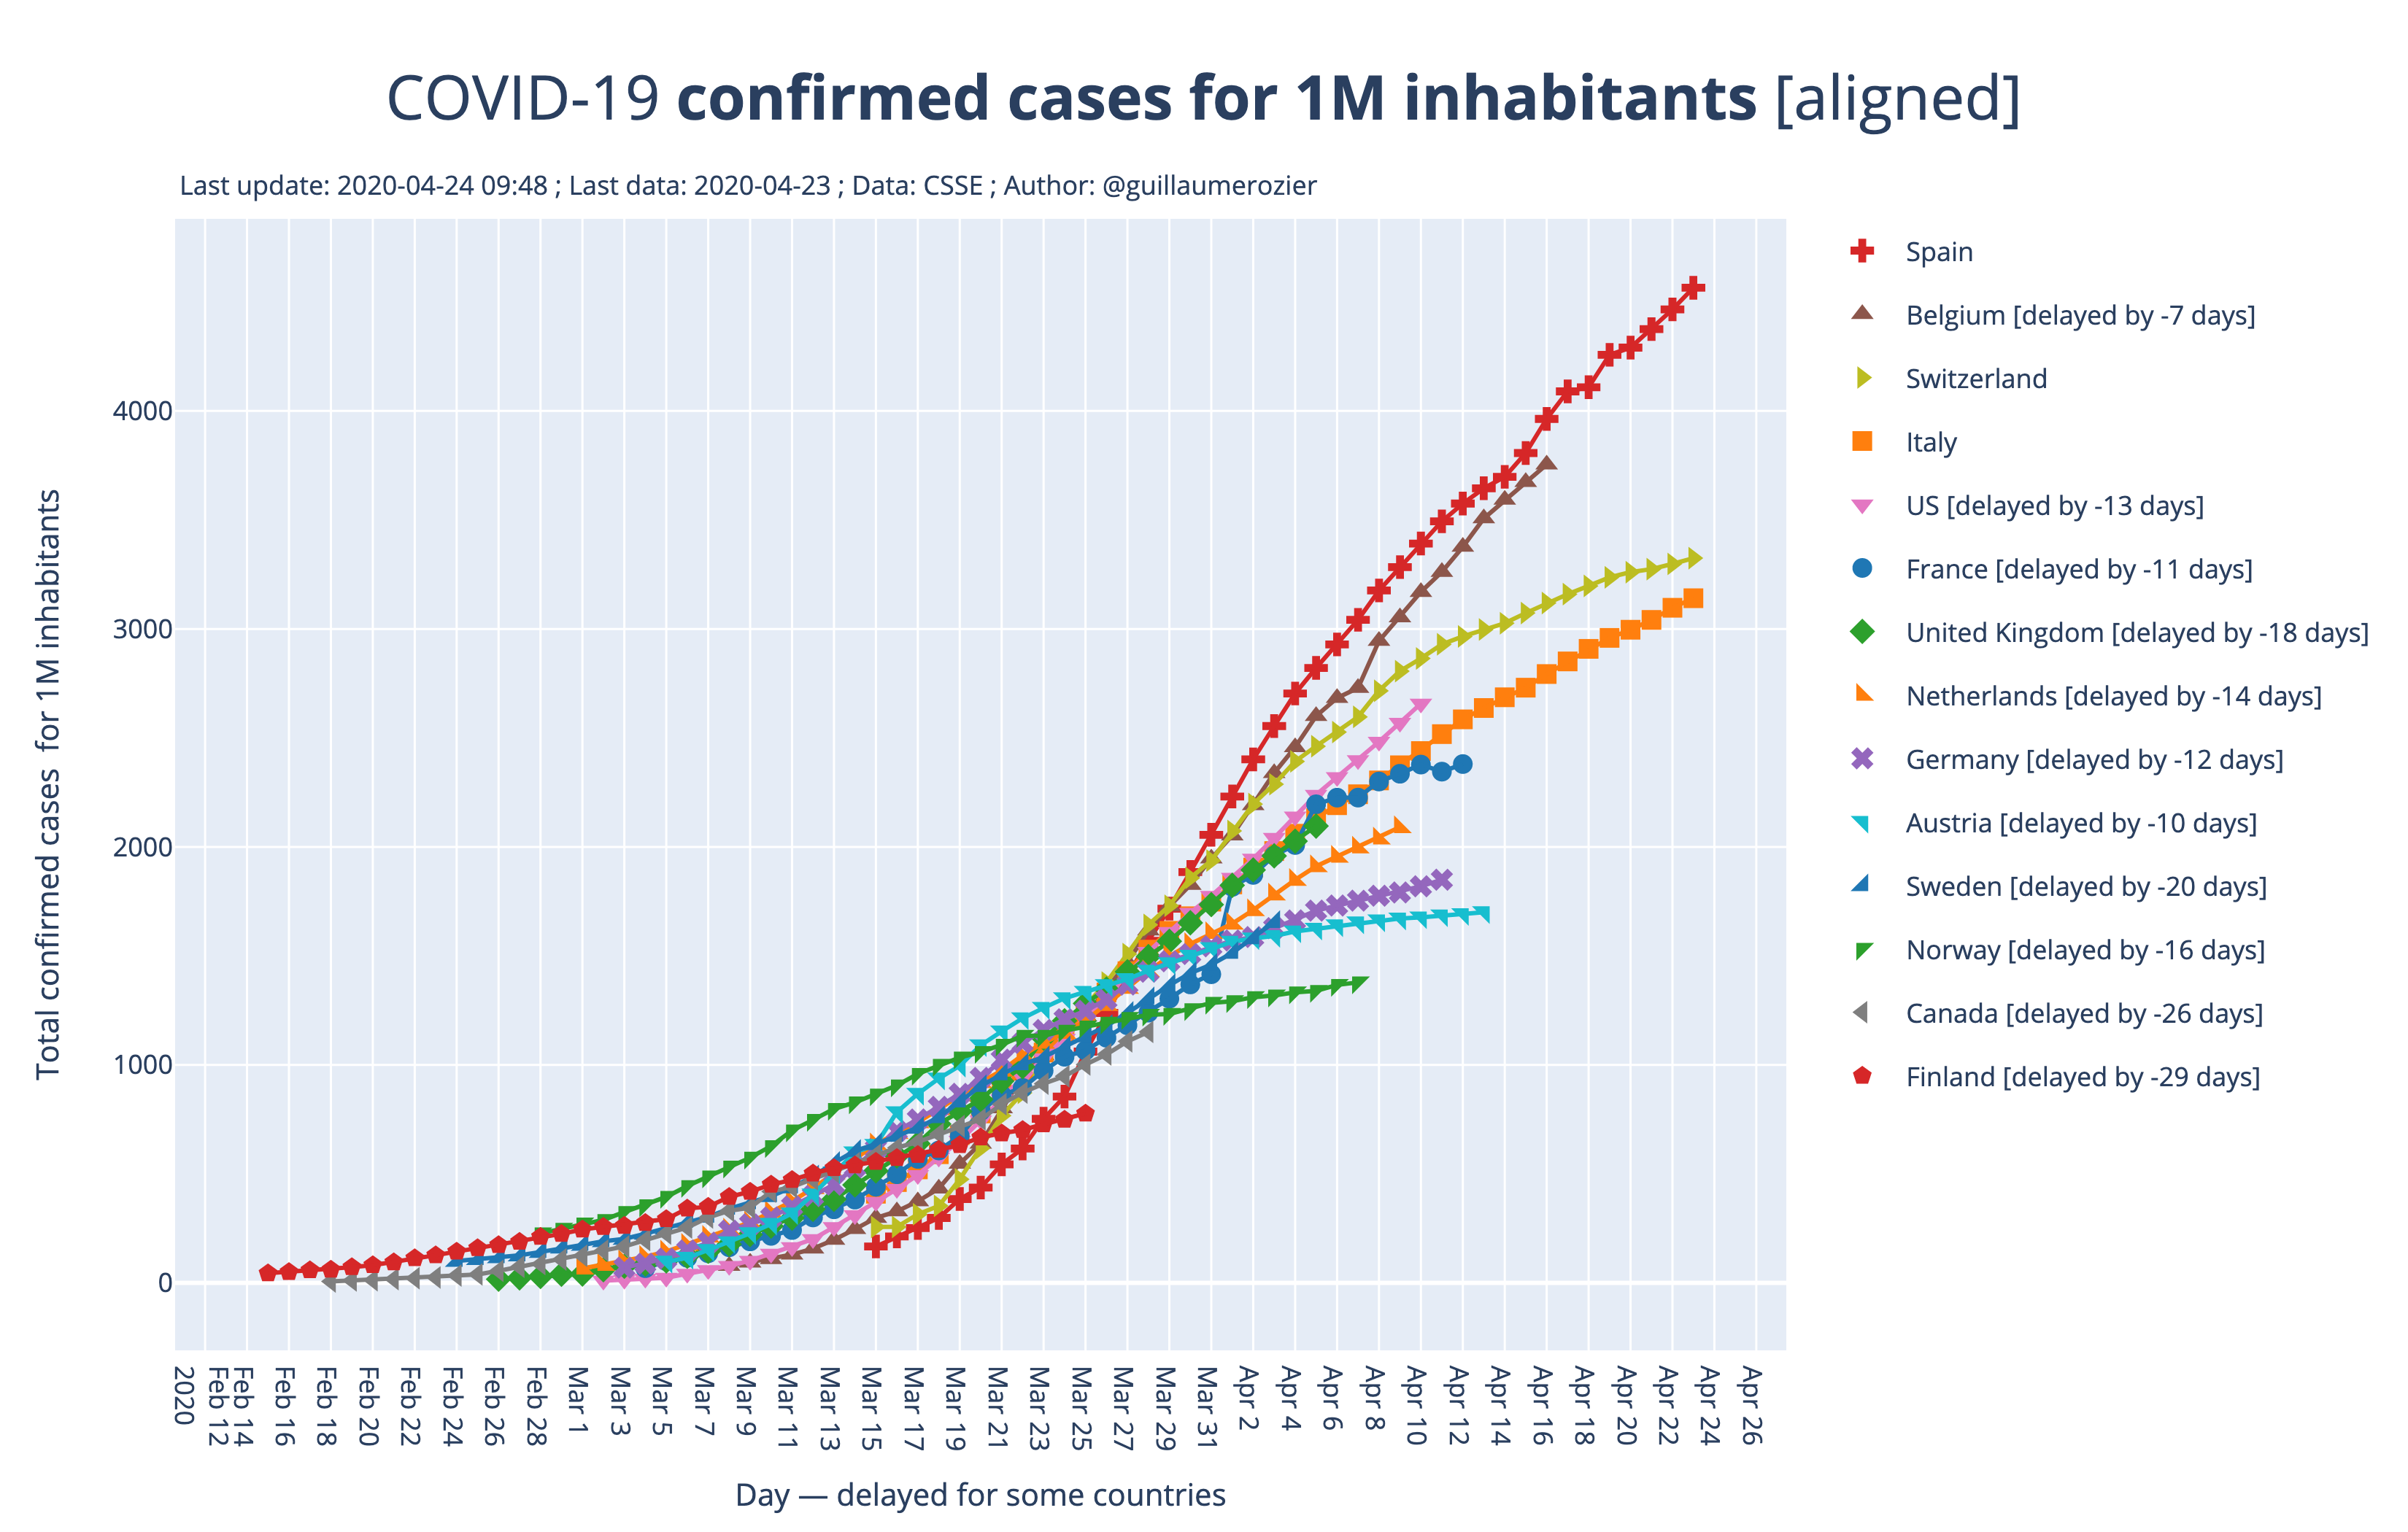 COVID-19 confirmed cases for 1M inhabitants [aligned]
Last update: 2020-04-24 09:48 ; Last data: 2020-04-23 ; Data: CSSE ; Author: @guillaumerozier
Total confirmed cases for 1M inhabitants
4000
3000
2000
1000
0
Feb 12
2020
Feb 14
Feb 16
Feb 18
Feb 20
Feb 22
Feb 24
Feb 26
Feb 28
Mar 1
Mar 3
Mar 5
Mar 7
Mar 9
Mar 11
Mar 13
Mar 15
Mar 17
Mar 19
Mar 21
Mar 23
Mar 25
Mar 27
Mar 29
Mar 31
Apr 2
Apr 4
Apr 6
Apr 8
Apr 10
Apr 12
Apr 14
Apr 16
Apr 18
Apr 20
Apr 22
Apr 24
Apr 26
Day — delayed for some countries
Spain
Belgium [delayed by -7 days]
Switzerland
Italy
US [delayed by -13 days]
France [delayed by -11 days]
United Kingdom [delayed by -18 days]
Netherlands [delayed by -14 days]
Germany [delayed by -12 days]
Austria [delayed by -10 days]
Sweden [delayed by -20 days]
Norway [delayed by -16 days]
Canada [delayed by -26 days]
Finland [delayed by -29 days]